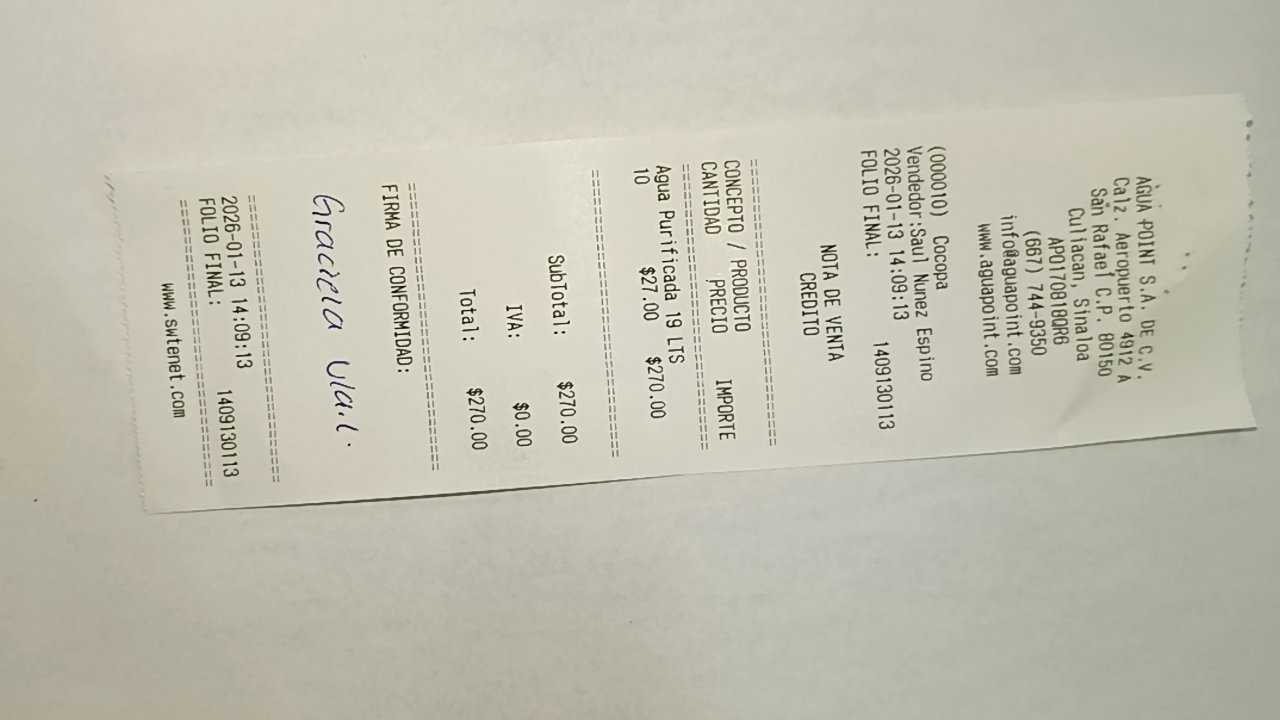 AGUA POINT S.A. DE C.V.
Calz. Aeropuerto 4912 A
San Rafael C.P. 80150
Culiacan, Sinaloa
APO170818QR6
(667) 744-9350
info@aguapoint.com
www.aguapoint.com
(000010) Cocopa
Vendedor:Saul Nunez Espino
2026-01-13 14:09:13
FOLIO FINAL: 1409130113
NOTA DE VENTA
CREDITO
==============================
CONCEPTO / PRODUCTO
CANTIDAD PRECIO IMPORTE
==============================
Agua Purificada 19 LTS
10 $27.00 $270.00
==============================
SubTotal: $270.00
IVA: $0.00
Total: $270.00
==============================
FIRMA DE CONFORMIDAD:
Graciela
==============================
2026-01-13 14:09:13
FOLIO FINAL: 1409130113
==============================
www.swtenet.com